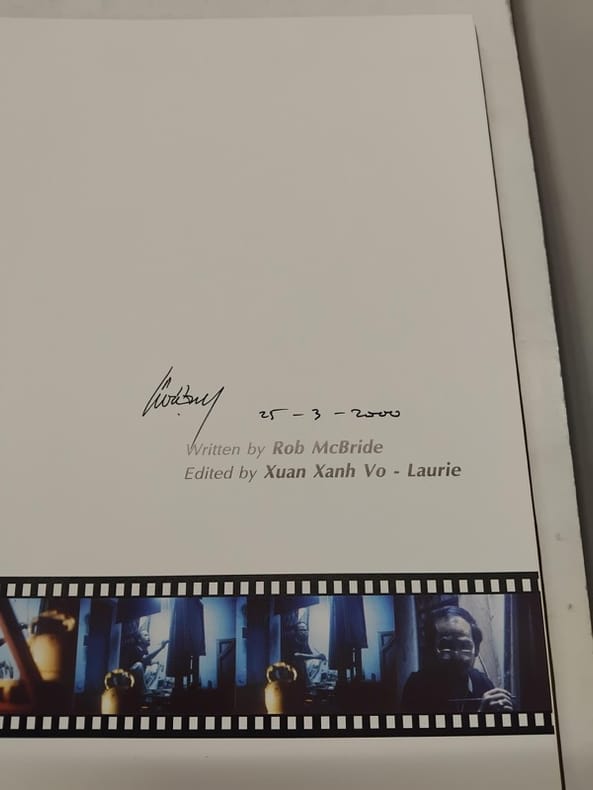 25 - 3 - 2000
Written by Rob McBride
Edited by Xuan Xanh Vo - Laurie